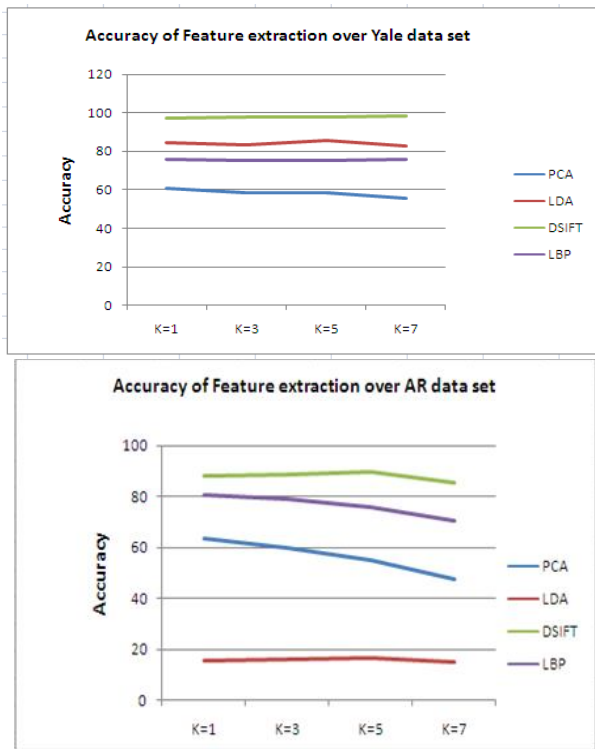 Accuracy of Feature extraction over Yale data set
120
100
80
60
40
20
0
Accuracy
K=1 K=3 K=5 K=7
PCA
LDA
DSIFT
LBP
Accuracy of Feature extraction over AR data set
100
80
60
40
20
0
Accuracy
K=1 K=3 K=5 K=7
PCA
LDA
DSIFT
LBP